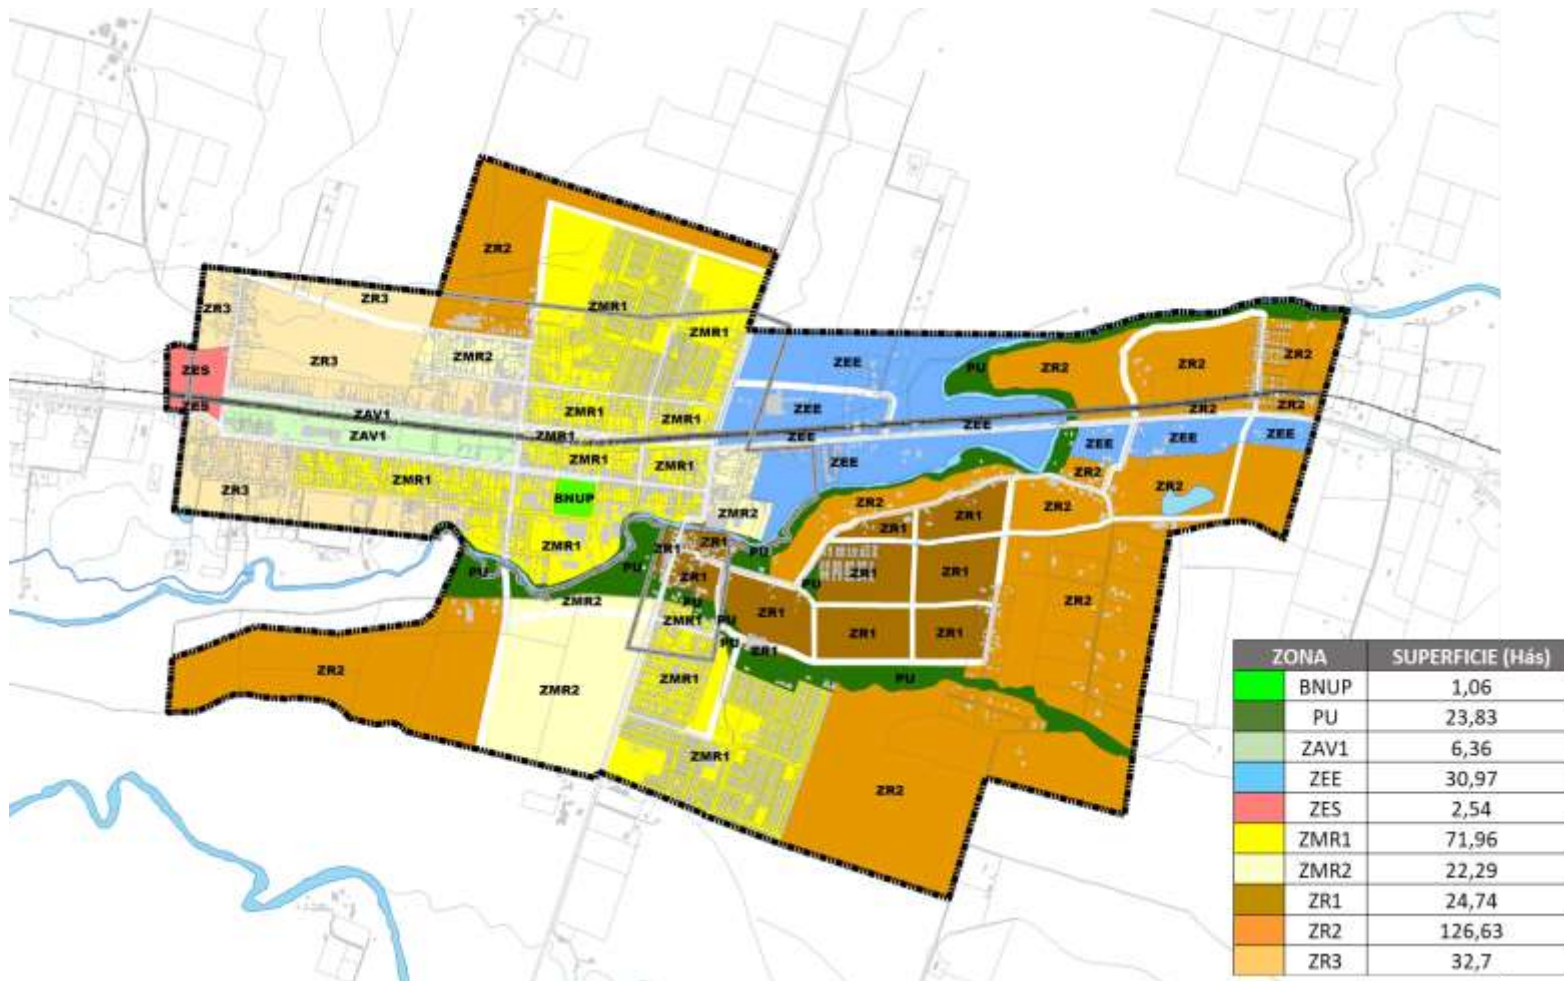 ZR2
ZR3
ZR3
ZMR1
ZMR1
ZR3
ZMR2
ZES
ZEE
PU
ZR2
ZR2
ZR2
ZES
ZAV1
ZMR1
ZMR1
ZEE
ZR2
ZR2
ZAV1
ZMR1
ZEE
ZEE
ZEE
ZEE
ZEE
ZMR1
ZMR1
ZEE
ZR2
ZMR1
ZR3
BNUP
ZR2
ZR2
ZR2
ZMR2
ZR1
ZR1
ZMR1
ZR1
ZR1
PU
PU
PU
ZR1
PU
ZR1
ZR1
ZMR2
PU
ZR1
ZR2
ZMR1
PU
ZR1
ZR1
PU
ZR1
ZR2
ZMR1
PU
ZMR2
ZMR1
ZR2
ZONA SUPERFICIE (Hás)
BNUP 1,06
PU 23,83
ZAV1 6,36
ZEE 30,97
ZES 2,54
ZMR1 71,96
ZMR2 22,29
ZR1 24,74
ZR2 126,63
ZR3 32,7